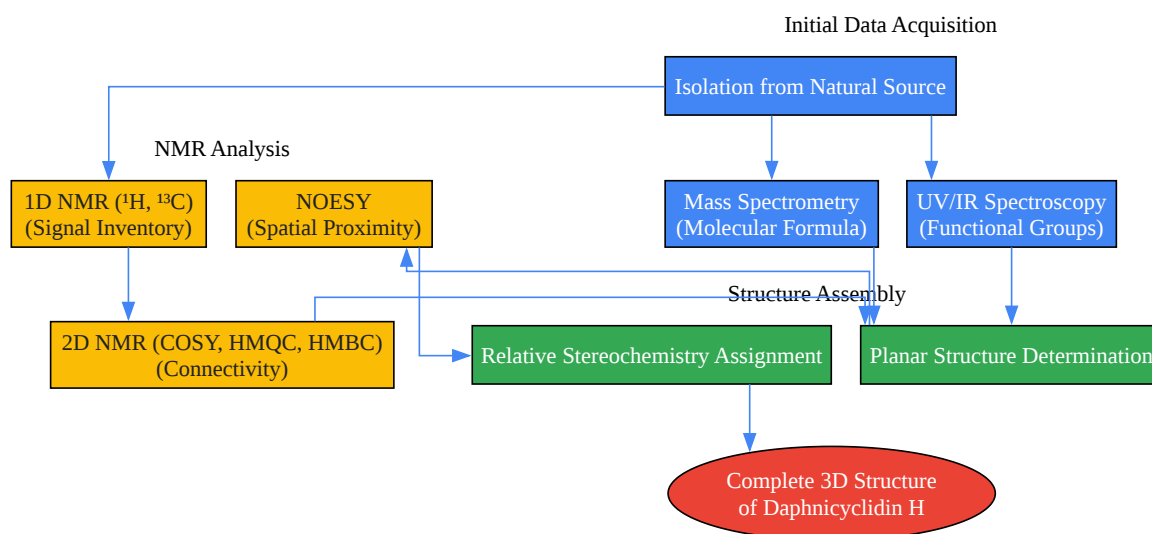 Initial Data Acquisition
Isolation from Natural Source
NMR Analysis
1D NMR (¹H, ¹³C)
(Signal Inventory)
NOESY
(Spatial Proximity)
Mass Spectrometry
(Molecular Formula)
UV/IR Spectroscopy
(Functional Groups)
Structure Assembly
2D NMR (COSY, HMQC, HMBC)
(Connectivity)
Relative Stereochemistry Assignment
Planar Structure Determination
Complete 3D Structure
of Daphnicyclidin H